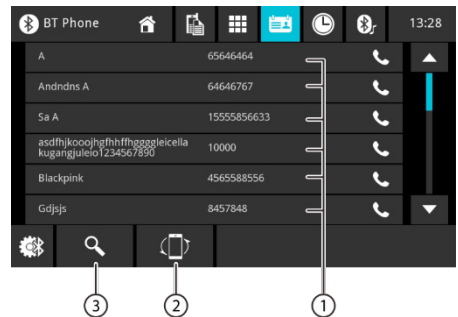 BT Phone 13:28
A 65646464
Andndns A 64646767
Sa A 15555856633
asdfhjkooojhgfhhffhggggleicella
kugangjuleio1234567890 10000
Blackpink 4565588556
Gdjsjs 8457848
3 2 1